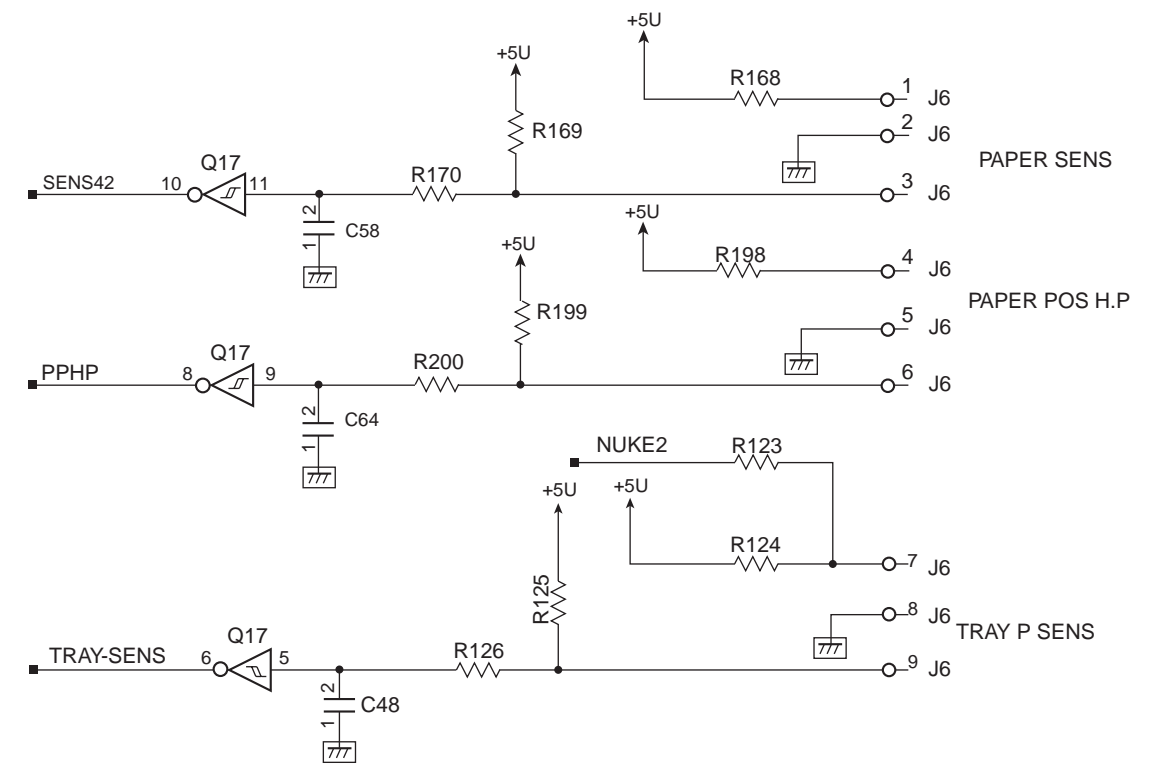 +5U
R168
1 J6
2 J6
PAPER SENS
+5U
R169
Q17
SENS42 10 11
R170
3 J6
2
1
C58
+5U
R198
4 J6
PAPER POS H.P
+5U
R199
5 J6
Q17
PPHP 8 9
R200
6 J6
2
1
C64
NUKE2
R123
+5U
+5U
R124
7 J6
R125
8 J6
TRAY P SENS
Q17
TRAY-SENS 6 5
R126
9 J6
2
1
C48